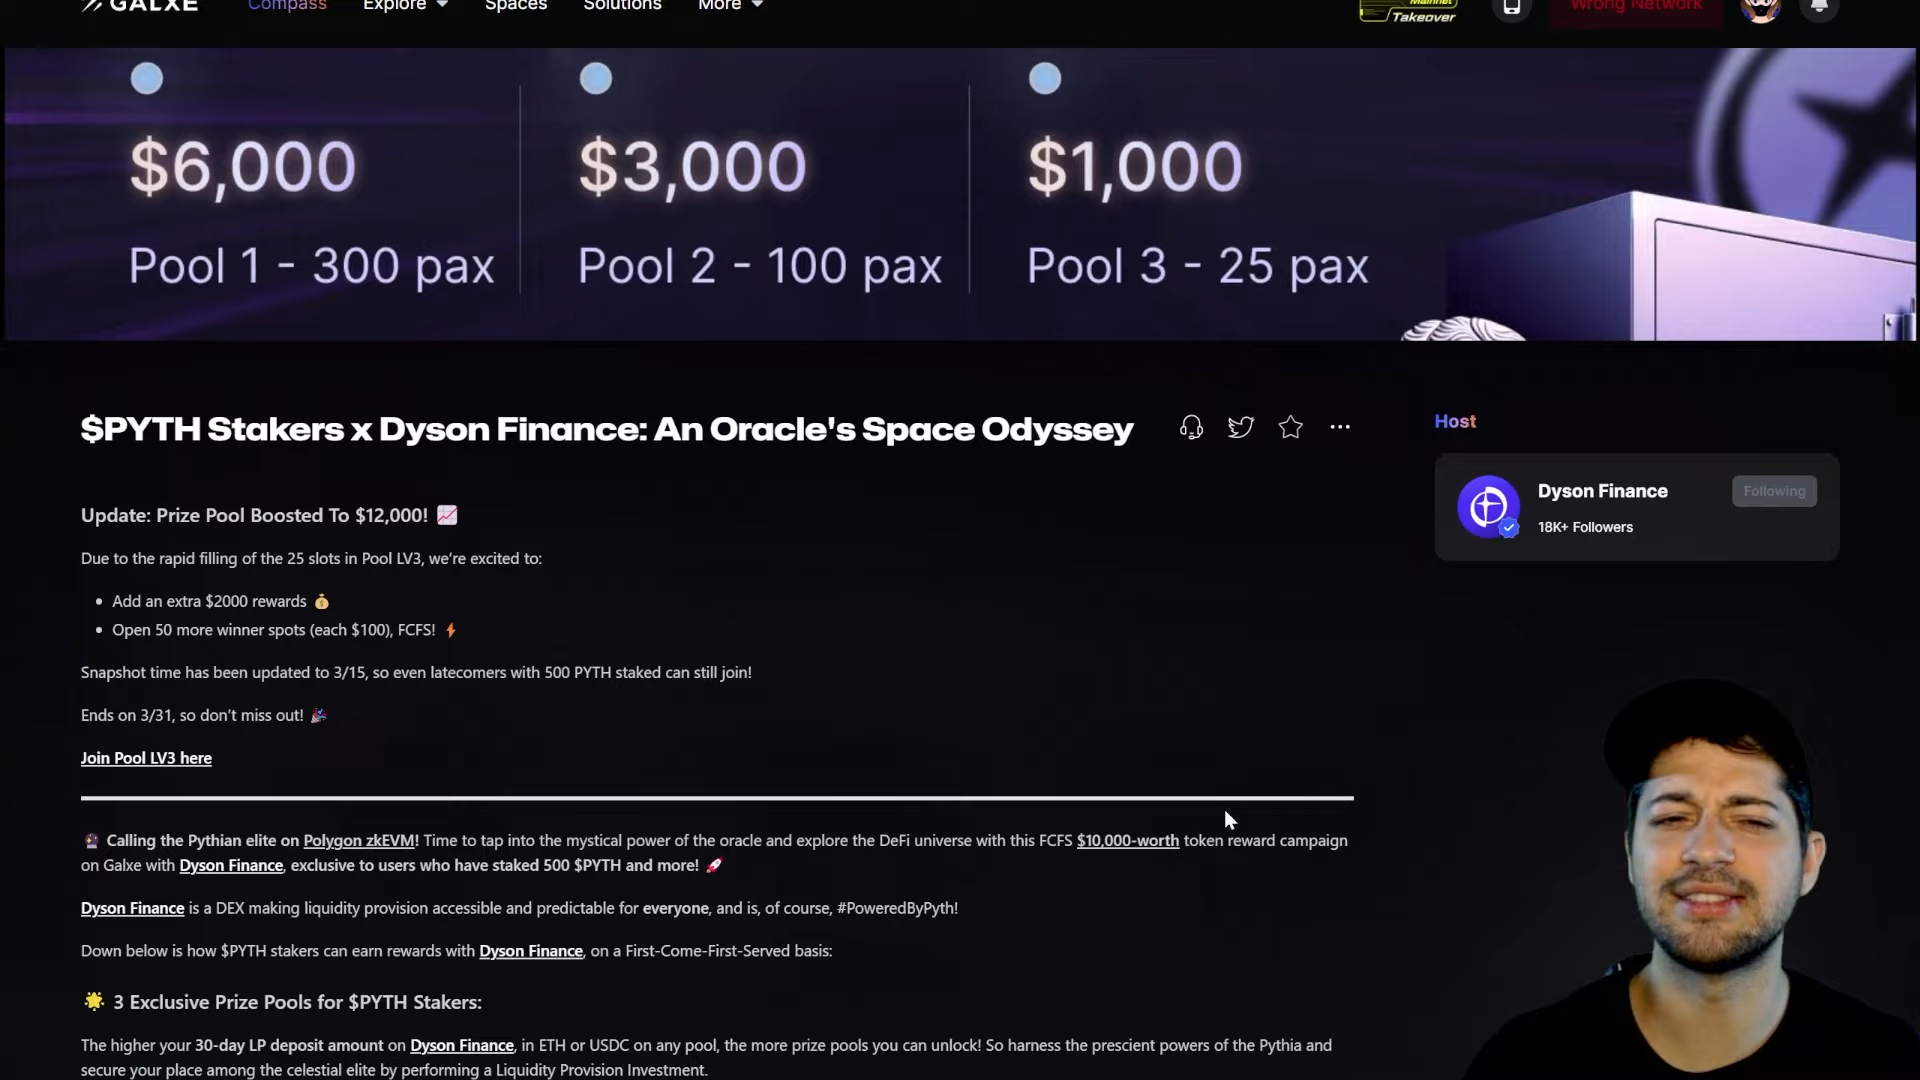 GALXE Compass Explore Spaces Solutions More Mainnet Takeover Wrong Network
$6,000 $3,000 $1,000
Pool 1 - 300 pax Pool 2 - 100 pax Pool 3 - 25 pax
$PYTH Stakers x Dyson Finance: An Oracle's Space Odyssey
Host
Dyson Finance Following
18K+ Followers
Update: Prize Pool Boosted To $12,000! 📈
Due to the rapid filling of the 25 slots in Pool LV3, we’re excited to:
• Add an extra $2000 rewards 💰
• Open 50 more winner spots (each $100), FCFS! ⚡
Snapshot time has been updated to 3/15, so even latecomers with 500 PYTH staked can still join!
Ends on 3/31, so don’t miss out! 🎉
Join Pool LV3 here
🔮 Calling the Pythian elite on Polygon zkEVM! Time to tap into the mystical power of the oracle and explore the DeFi universe with this FCFS $10,000-worth token reward campaign
on Galxe with Dyson Finance, exclusive to users who have staked 500 $PYTH and more! 🚀
Dyson Finance is a DEX making liquidity provision accessible and predictable for everyone, and is, of course, #PoweredByPyth!
Down below is how $PYTH stakers can earn rewards with Dyson Finance, on a First-Come-First-Served basis:
🌟 3 Exclusive Prize Pools for $PYTH Stakers:
The higher your 30-day LP deposit amount on Dyson Finance, in ETH or USDC on any pool, the more prize pools you can unlock! So harness the prescient powers of the Pythia and
secure your place among the celestial elite by performing a Liquidity Provision Investment.